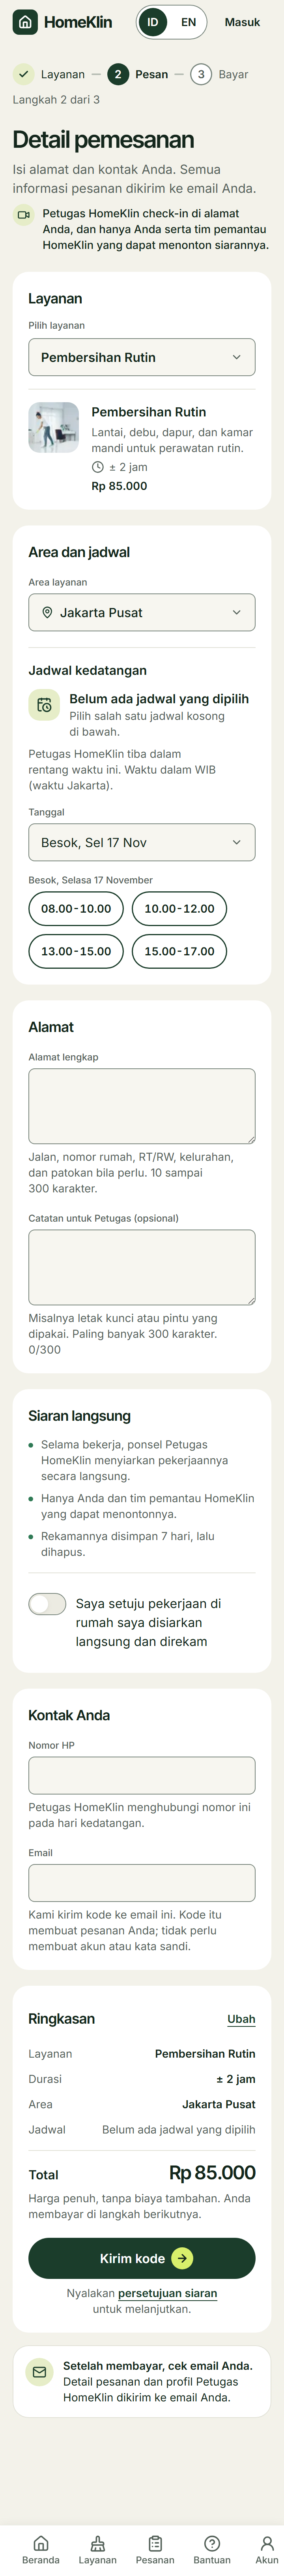 HomeKlin
ID EN
Masuk
Layanan
2 Pesan
3 Bayar
Langkah 2 dari 3
Detail pemesanan
Isi alamat dan kontak Anda. Semua
informasi pesanan dikirim ke email Anda.
Petugas HomeKlin check-in di alamat
Anda, dan hanya Anda serta tim pemantau
HomeKlin yang dapat menonton siarannya.
Layanan
Pilih layanan
Pembersihan Rutin
Pembersihan Rutin
Lantai, debu, dapur, dan kamar
mandi untuk perawatan rutin.
± 2 jam
Rp 85.000
Area dan jadwal
Area layanan
Jakarta Pusat
Jadwal kedatangan
Belum ada jadwal yang dipilih
Pilih salah satu jadwal kosong
di bawah.
Petugas HomeKlin tiba dalam
rentang waktu ini. Waktu dalam WIB
(waktu Jakarta).
Tanggal
Besok, Sel 17 Nov
Besok, Selasa 17 November
08.00-10.00
10.00-12.00
13.00-15.00
15.00-17.00
Alamat
Alamat lengkap
Jalan, nomor rumah, RT/RW, kelurahan,
dan patokan bila perlu. 10 sampai
300 karakter.
Catatan untuk Petugas (opsional)
Misalnya letak kunci atau pintu yang
dipakai. Paling banyak 300 karakter.
0/300
Siaran langsung
Selama bekerja, ponsel Petugas
HomeKlin menyiarkan pekerjaannya
secara langsung.
Hanya Anda dan tim pemantau HomeKlin
yang dapat menontonnya.
Rekamannya disimpan 7 hari, lalu
dihapus.
Saya setuju pekerjaan di
rumah saya disiarkan
langsung dan direkam
Kontak Anda
Nomor HP
Petugas HomeKlin menghubungi nomor ini
pada hari kedatangan.
Email
Kami kirim kode ke email ini. Kode itu
membuat pesanan Anda; tidak perlu
membuat akun atau kata sandi.
Ringkasan
Ubah
Layanan Pembersihan Rutin
Durasi ± 2 jam
Area Jakarta Pusat
Jadwal Belum ada jadwal yang dipilih
Total Rp 85.000
Harga penuh, tanpa biaya tambahan. Anda
membayar di langkah berikutnya.
Kirim kode
Nyalakan persetujuan siaran
untuk melanjutkan.
Setelah membayar, cek email Anda.
Detail pesanan dan profil Petugas
HomeKlin dikirim ke email Anda.
Beranda
Layanan
Pesanan
Bantuan
Akun